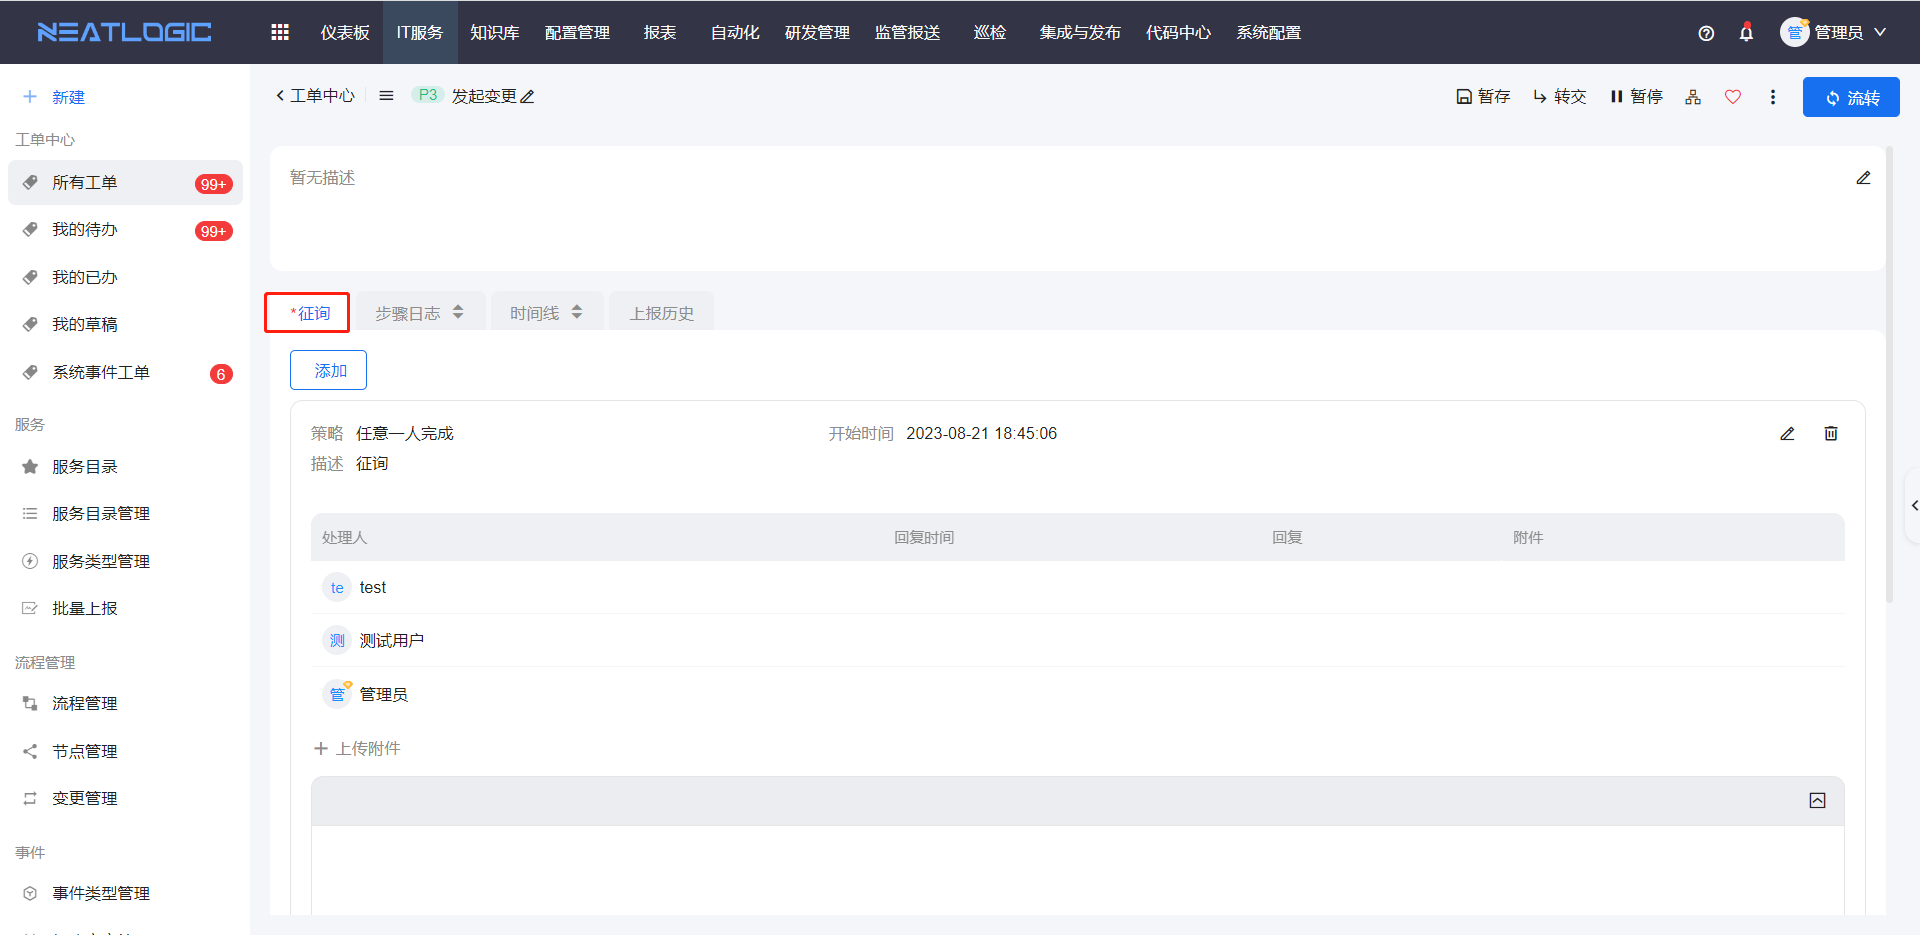 NEATLOGIC
仪表板 IT服务 知识库 配置管理 报表 自动化 研发管理 监管报送 巡检 集成与发布 代码中心 系统配置
管 管理员
新建
工单中心
所有工单 99+
我的待办 99+
我的已办
我的草稿
系统事件工单 6
服务
服务目录
服务目录管理
服务类型管理
批量上报
流程管理
流程管理
节点管理
变更管理
事件
事件类型管理
工单中心 P3 发起变更
暂存 转交 暂停 流转
暂无描述
*征询 步骤日志 时间线 上报历史
添加
策略 任意一人完成 开始时间 2023-08-21 18:45:06
描述 征询
处理人 回复时间 回复 附件
te test
测 测试用户
管 管理员
上传附件